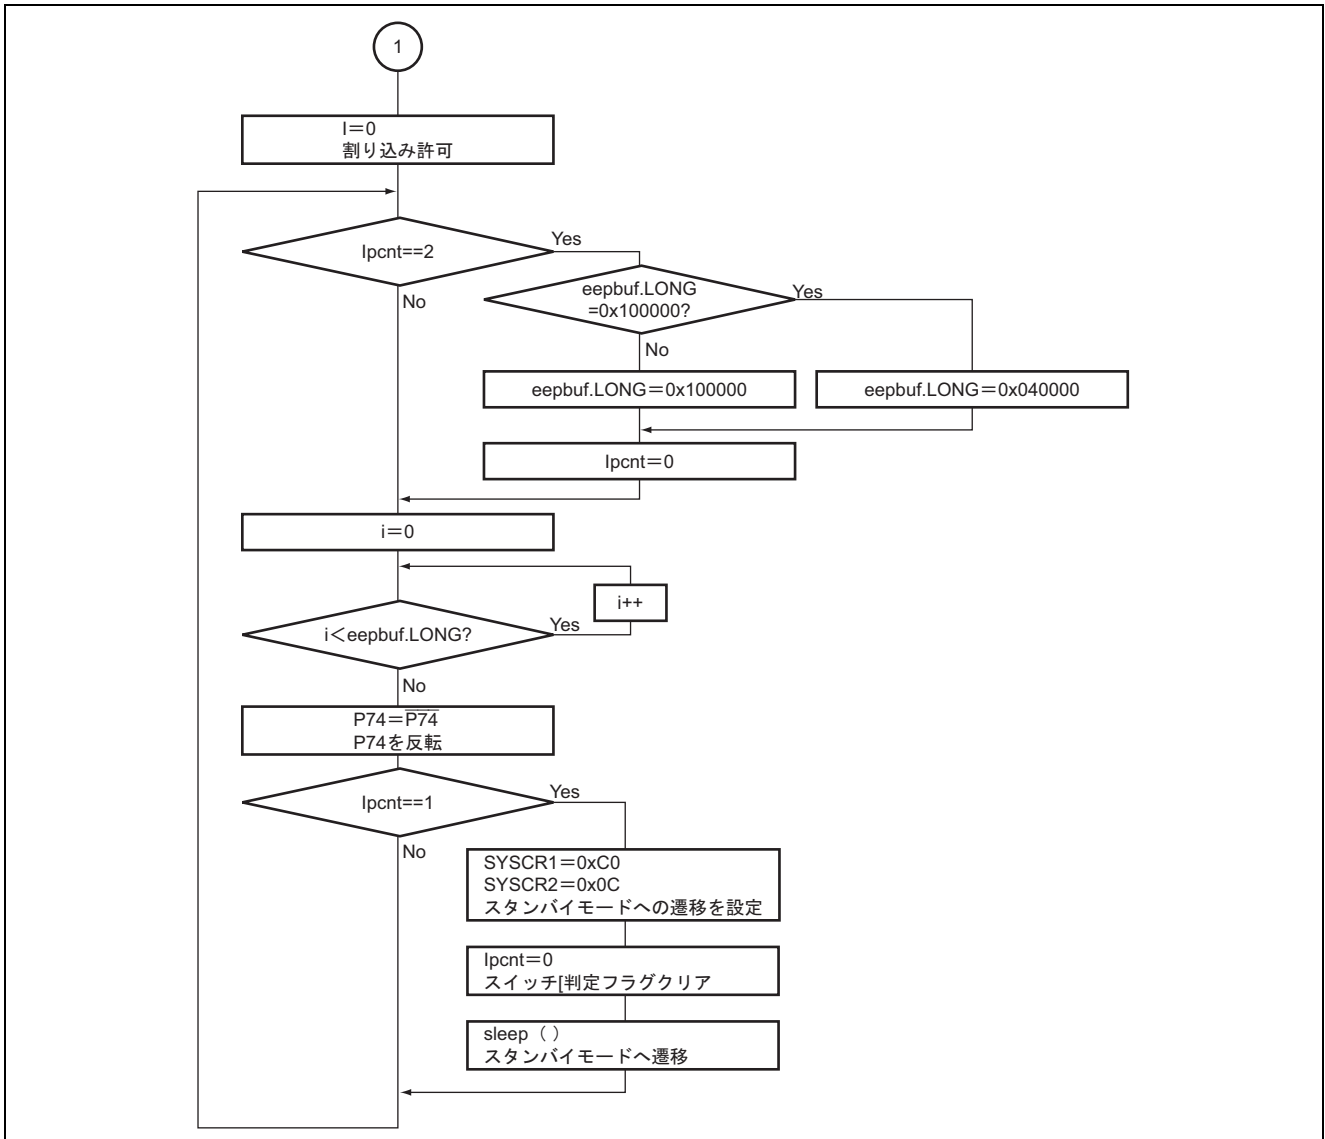 1
I＝0
割り込み許可
Ipcnt==2
Yes
No
eepbuf.LONG
=0x100000?
Yes
No
eepbuf.LONG＝0x100000
eepbuf.LONG＝0x040000
Ipcnt＝0
i＝0
i++
i＜eepbuf.LONG?
Yes
No
P74＝P̅7̅4̅
P74を反転
Ipcnt==1
Yes
No
SYSCR1＝0xC0
SYSCR2＝0x0C
スタンバイモードへの遷移を設定
Ipcnt＝0
スイッチ[判定フラグクリア
sleep（ ）
スタンバイモードへ遷移